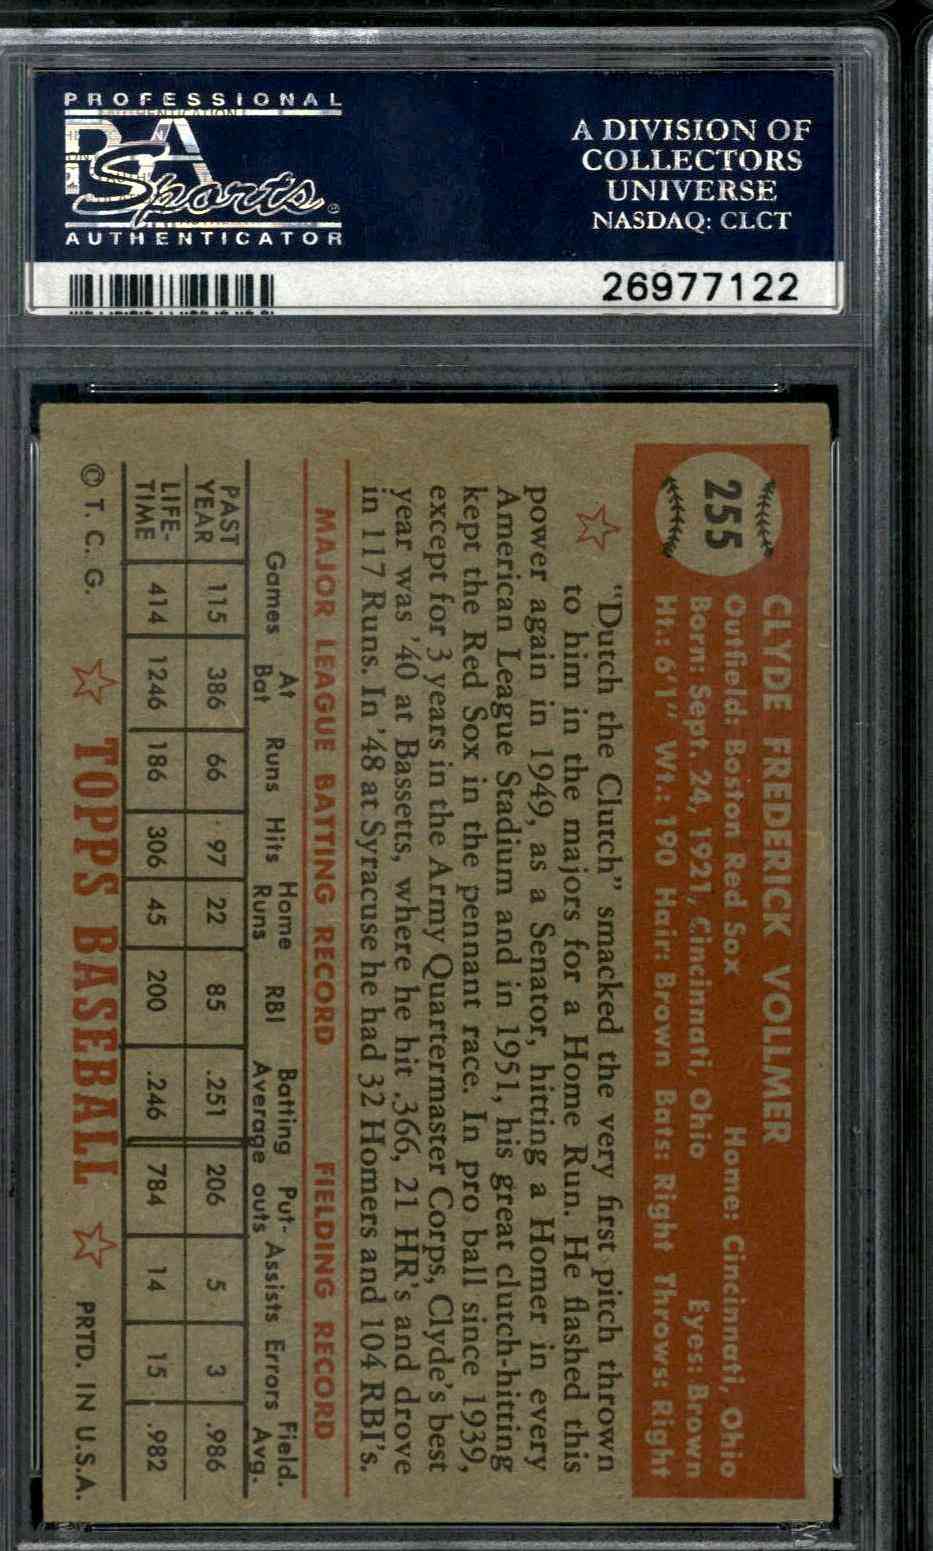 PROFESSIONAL
PSA
Sports
AUTHENTICATOR
A DIVISION OF
COLLECTORS
UNIVERSE
NASDAQ: CLCT
26977122
255
CLYDE FREDERICK VOLLMER
Outfield: Boston Red Sox Home: Cincinnati, Ohio
Born: Sept. 24, 1921, Cincinnati, Ohio Eyes: Brown
Ht.: 6'1" Wt.: 190 Hair: Brown Bats: Right Throws: Right
"Dutch the Clutch" smacked the very first pitch thrown
to him in the majors for a Home Run. He flashed this
power again in 1949, as a Senator, hitting a Homer in every
American League Stadium and in 1951, his great clutch-hitting
kept the Red Sox in the pennant race. In pro ball since 1939,
except for 3 years in the Army Quartermaster Corps, Clyde's best
year was '40 at Bassetts, where he hit .366, 21 HR's and drove
in 117 Runs. In '48 at Syracuse he had 32 Homers and 104 RBI's.
MAJOR LEAGUE BATTING RECORD FIELDING RECORD
Games At Bat Runs Hits Home Runs RBI Batting Average Put-outs Assists Errors Field. Avg.
PAST YEAR 115 386 66 97 22 85 .251 206 5 3 .986
LIFE-TIME 414 1246 186 306 45 200 .246 784 14 15 .982
© T. C. G. TOPPS BASEBALL PRTD. IN U.S.A.